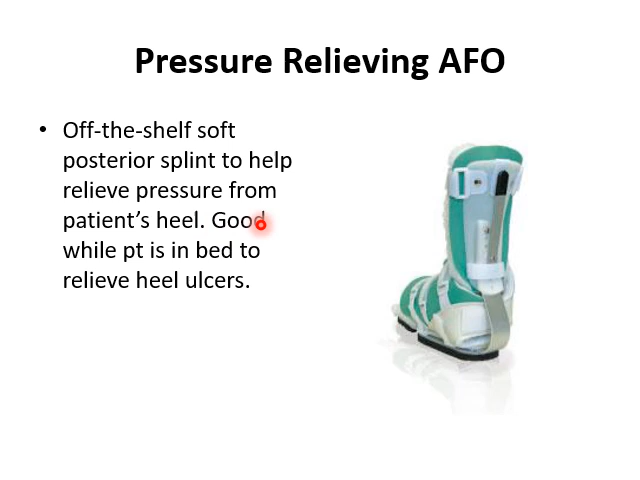 Pressure Relieving AFO
• Off-the-shelf soft
posterior splint to help
relieve pressure from
patient’s heel. Good
while pt is in bed to
relieve heel ulcers.